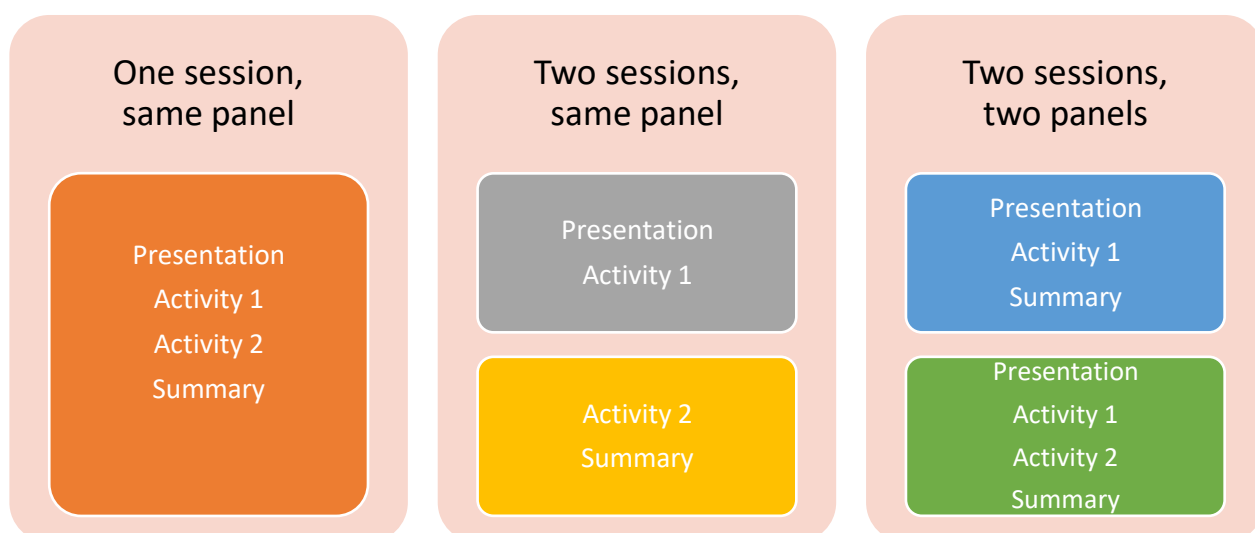 One session,
same panel
Presentation
Activity 1
Activity 2
Summary
Two sessions,
same panel
Presentation
Activity 1
Activity 2
Summary
Two sessions,
two panels
Presentation
Activity 1
Summary
Presentation
Activity 1
Activity 2
Summary